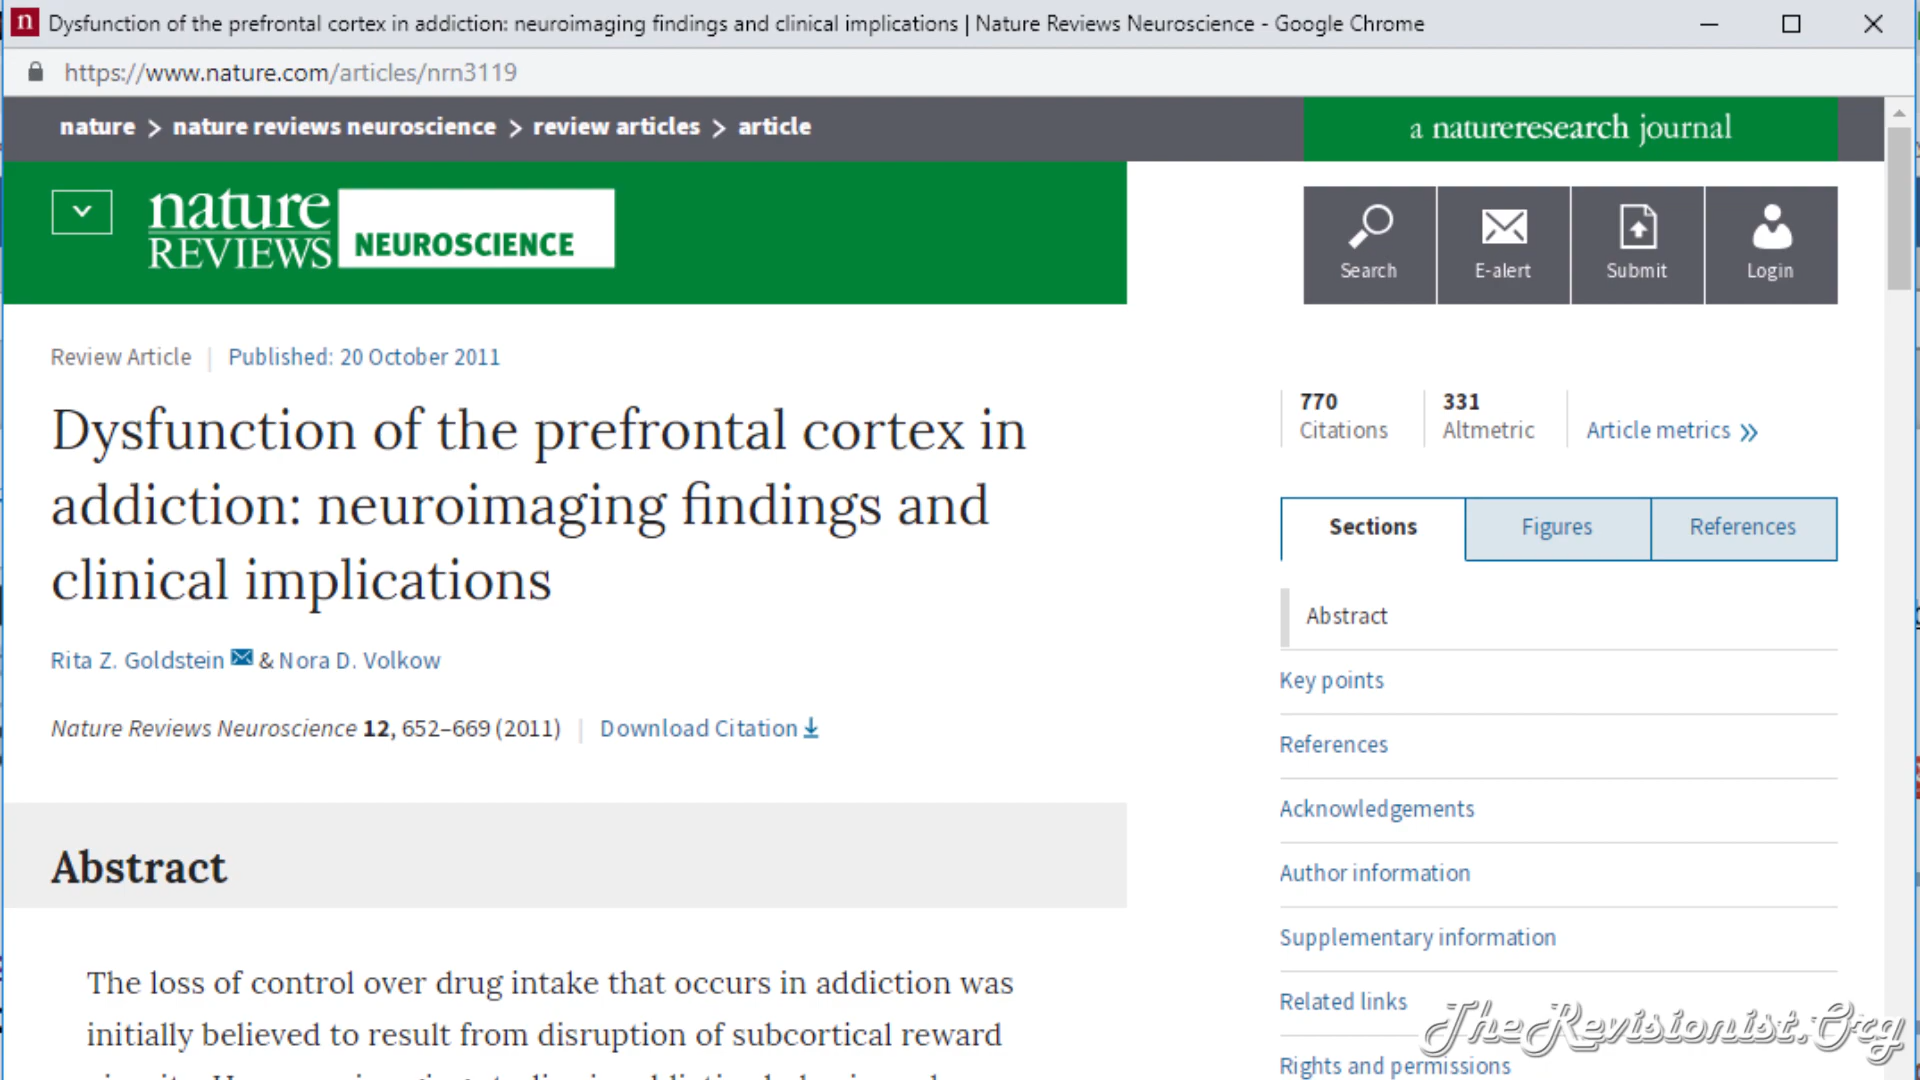 Dysfunction of the prefrontal cortex in addiction: neuroimaging findings and clinical implications | Nature Reviews Neuroscience - Google Chrome
https://www.nature.com/articles/nrn3119
nature > nature reviews neuroscience > review articles > article
a natureresearch journal
nature
REVIEWS NEUROSCIENCE
Search
E-alert
Submit
Login
Review Article | Published: 20 October 2011
Dysfunction of the prefrontal cortex in
addiction: neuroimaging findings and
clinical implications
Rita Z. Goldstein & Nora D. Volkow
Nature Reviews Neuroscience 12, 652–669 (2011) | Download Citation
770
Citations
331
Altmetric
Article metrics
Sections
Figures
References
Abstract
Key points
References
Acknowledgements
Author information
Supplementary information
Related links
Rights and permissions
Abstract
The loss of control over drug intake that occurs in addiction was
initially believed to result from disruption of subcortical reward
TheRevisionist.Org